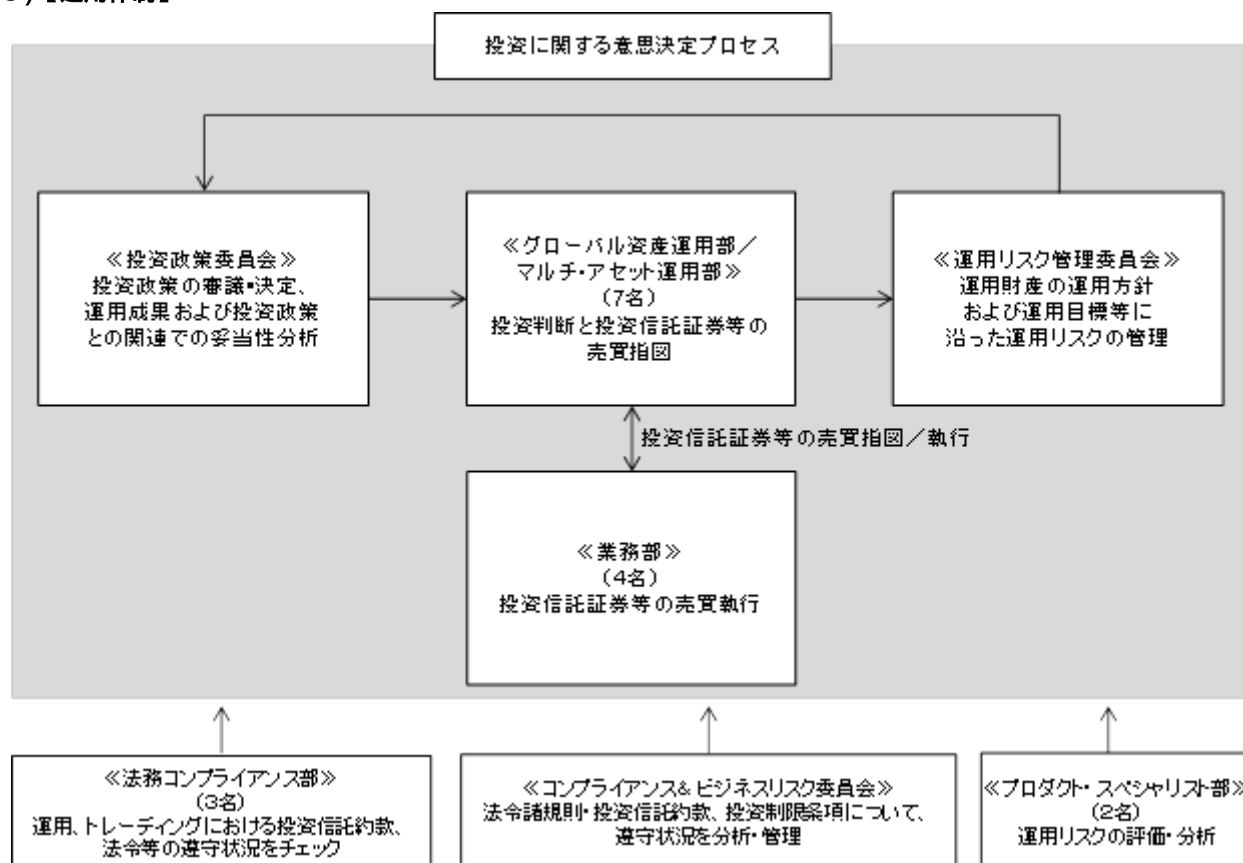 投資に関する意思決定プロセス
≪投資政策委員会≫
投資政策の審議・決定、
運用成果および投資政策
との関連での妥当性分析
≪グローバル資産運用部／
マルチ・アセット運用部≫
(7名)
投資判断と投資信託証券等の
売買指図
≪運用リスク管理委員会≫
運用財産の運用方針
および運用目標等に
沿った運用リスクの管理
投資信託証券等の売買指図／執行
≪業務部≫
(4名)
投資信託証券等の売買執行
≪法務コンプライアンス部≫
(3名)
運用、トレーディングにおける投資信託約款、
法令等の遵守状況をチェック
≪コンプライアンス&ビジネスリスク委員会≫
法令諸規則・投資信託約款、投資制限条項について、
遵守状況を分析・管理
≪プロダクト・スペシャリスト部≫
(2名)
運用リスクの評価・分析